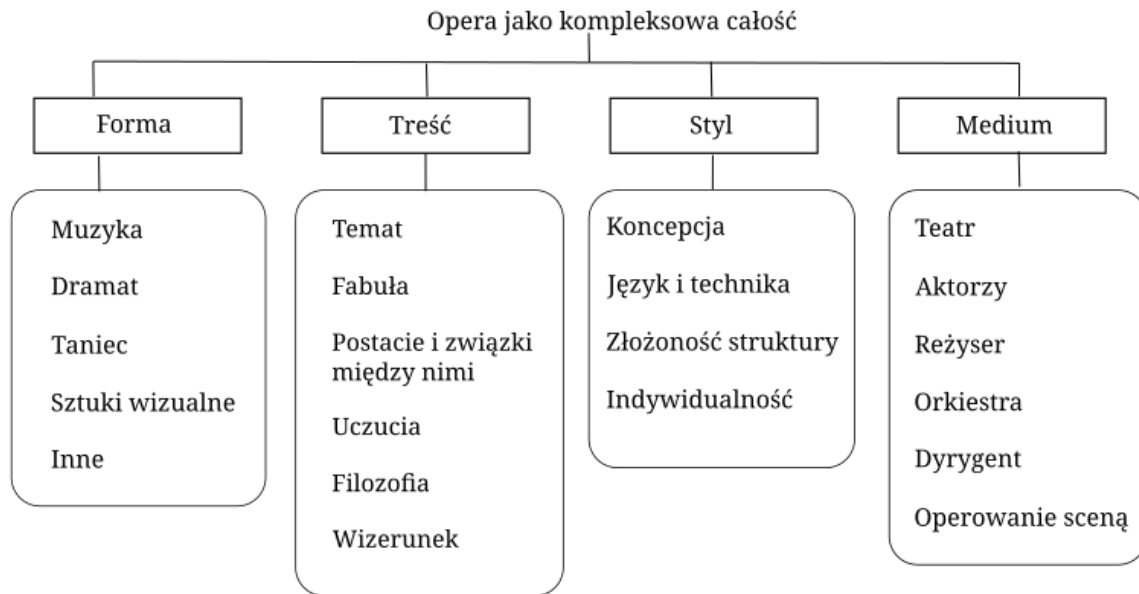 Opera jako kompleksowa całość
Forma
Muzyka
Dramat
Taniec
Sztuki wizualne
Inne
Treść
Temat
Fabuła
Postacie i związki
między nimi
Uczucia
Filozofia
Wizerunek
Styl
Koncepcja
Język i technika
Złożoność struktury
Indywidualność
Medium
Teatr
Aktorzy
Reżyser
Orkiestra
Dyrygent
Operowanie sceną